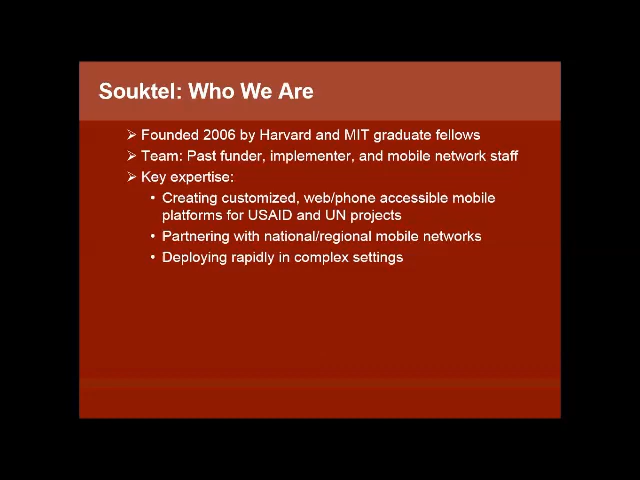 Souktel: Who We Are
➢ Founded 2006 by Harvard and MIT graduate fellows
➢ Team: Past funder, implementer, and mobile network staff
➢ Key expertise:
• Creating customized, web/phone accessible mobile
platforms for USAID and UN projects
• Partnering with national/regional mobile networks
• Deploying rapidly in complex settings